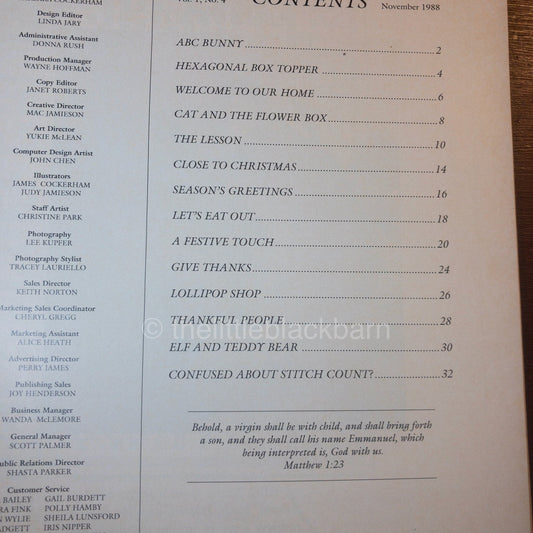 Design Editor
LINDA JARY
Administrative Assistant
DONNA RUSH
Production Manager
WAYNE HOFFMAN
Copy Editor
JANET ROBERTS
Creative Director
MAC JAMIESON
Art Director
YUKIE McLEAN
Computer Design Artist
JOHN CHEN
Illustrators
JAMES COCKERHAM
JUDY JAMIESON
Staff Artist
CHRISTINE PARK
Photography
LEE KUPFER
Photography Stylist
TRACEY LAURIELLO
Sales Director
KEITH NORTON
Marketing Sales Coordinator
CHERYL GREGG
Marketing Assistant
ALICE HEATH
Advertising Director
PERRY JAMES
Publishing Sales
JOY HENDERSON
Business Manager
WANDA McLEMORE
General Manager
SCOTT PALMER
Public Relations Director
SHASTA PARKER
Customer Service
BAILEY GAIL BURDETT
FINK POLLY HAMBY
WYLIE SHEILA LUNSFORD
IRIS NIPPER
Vol. 1, No. 4 CONTENTS November 1988
ABC BUNNY 2
HEXAGONAL BOX TOPPER 4
WELCOME TO OUR HOME 6
CAT AND THE FLOWER BOX 8
THE LESSON 10
CLOSE TO CHRISTMAS 14
SEASON'S GREETINGS 16
LET'S EAT OUT 18
A FESTIVE TOUCH 20
GIVE THANKS 24
LOLLIPOP SHOP 26
THANKFUL PEOPLE 28
© thelittleblackbarn
ELF AND TEDDY BEAR 30
CONFUSED ABOUT STITCH COUNT? 32
Behold, a virgin shall be with child, and shall bring forth
a son, and they shall call his name Emmanuel, which
being interpreted is, God with us.
Matthew 1:23